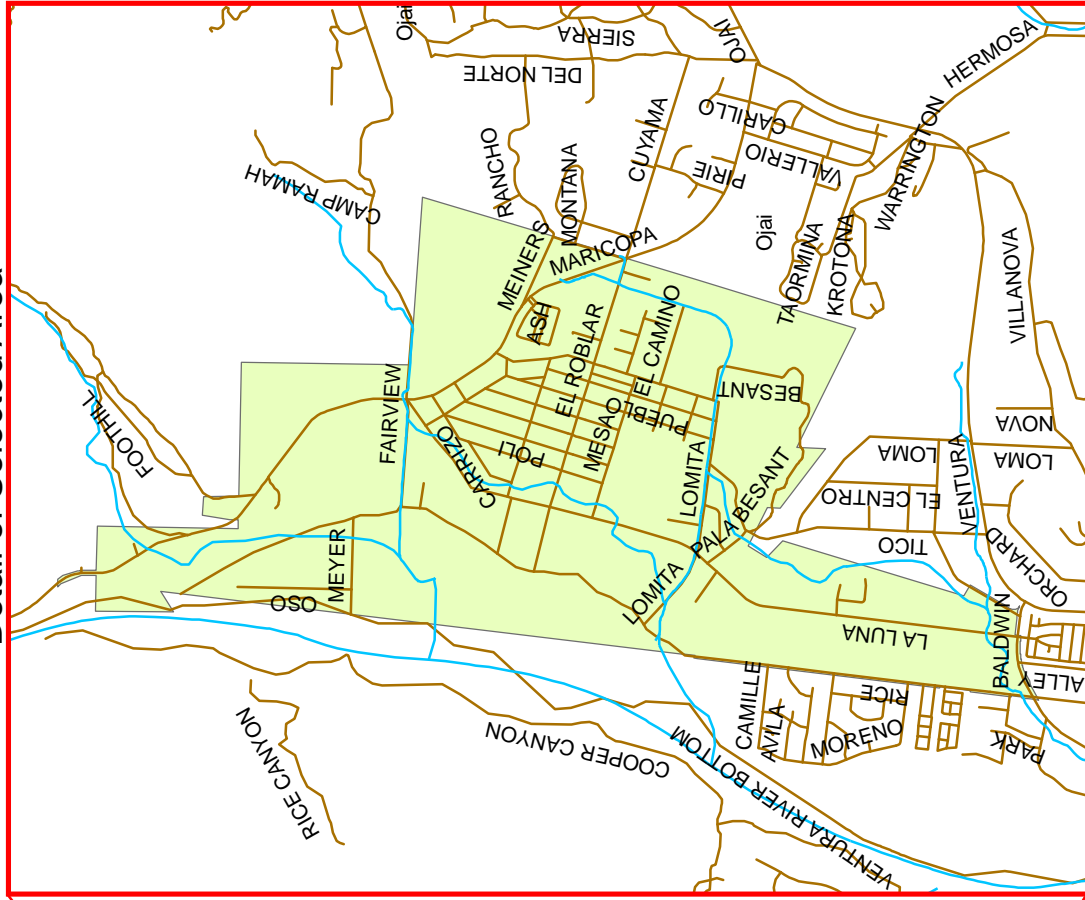 Ojai
SIERRA
OJAI
HERMOSA
DEL NORTE
CARILLO
CUYAMA
WARRINGTON
RANCHO
MONTANA
VALLERIO
PIRIE
CAMP RAMAH
Ojai
MEINERS
MARICOPA
TAORMINA
KROTONA
VILLANOVA
ASH
EL ROBLAR
EL CAMINO
FAIRVIEW
BESANT
FOOTHILL
PUEBLO
NOVA
MESA
CARRIZO
POLI
LOMITA
BESANT
LOMA
LOMA
VENTURA
EL CENTRO
PALA
TICO
ORCHARD
MEYER
OSO
LOMITA
LA LUNA
BALDWIN
ALLEY
CAMILLE
AVILA
RICE
MORENO
PARK
COOPER CANYON
RICE CANYON
VENTURA RIVER BOTTOM